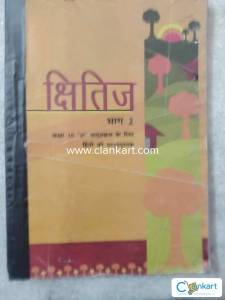 क्षितिज
भाग 2
कक्षा 10 'अ' पाठ्यक्रम के लिए
हिंदी की पाठ्यपुस्तक
www.clankart.com
Clankart